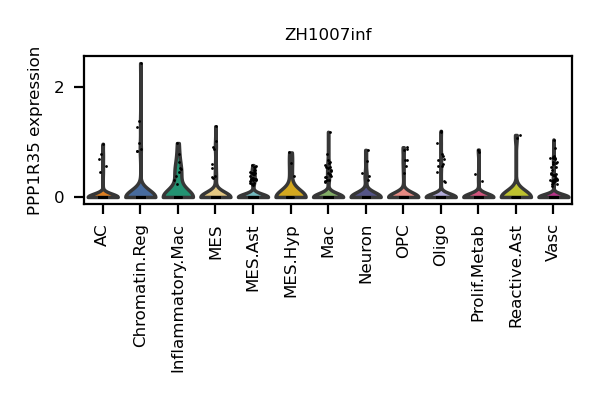 ZH1007inf
PPP1R35 expression
2
0
AC
Chromatin.Reg
Inflammatory.Mac
MES
MES.Ast
MES.Hyp
Mac
Neuron
OPC
Oligo
Prolif.Metab
Reactive.Ast
Vasc